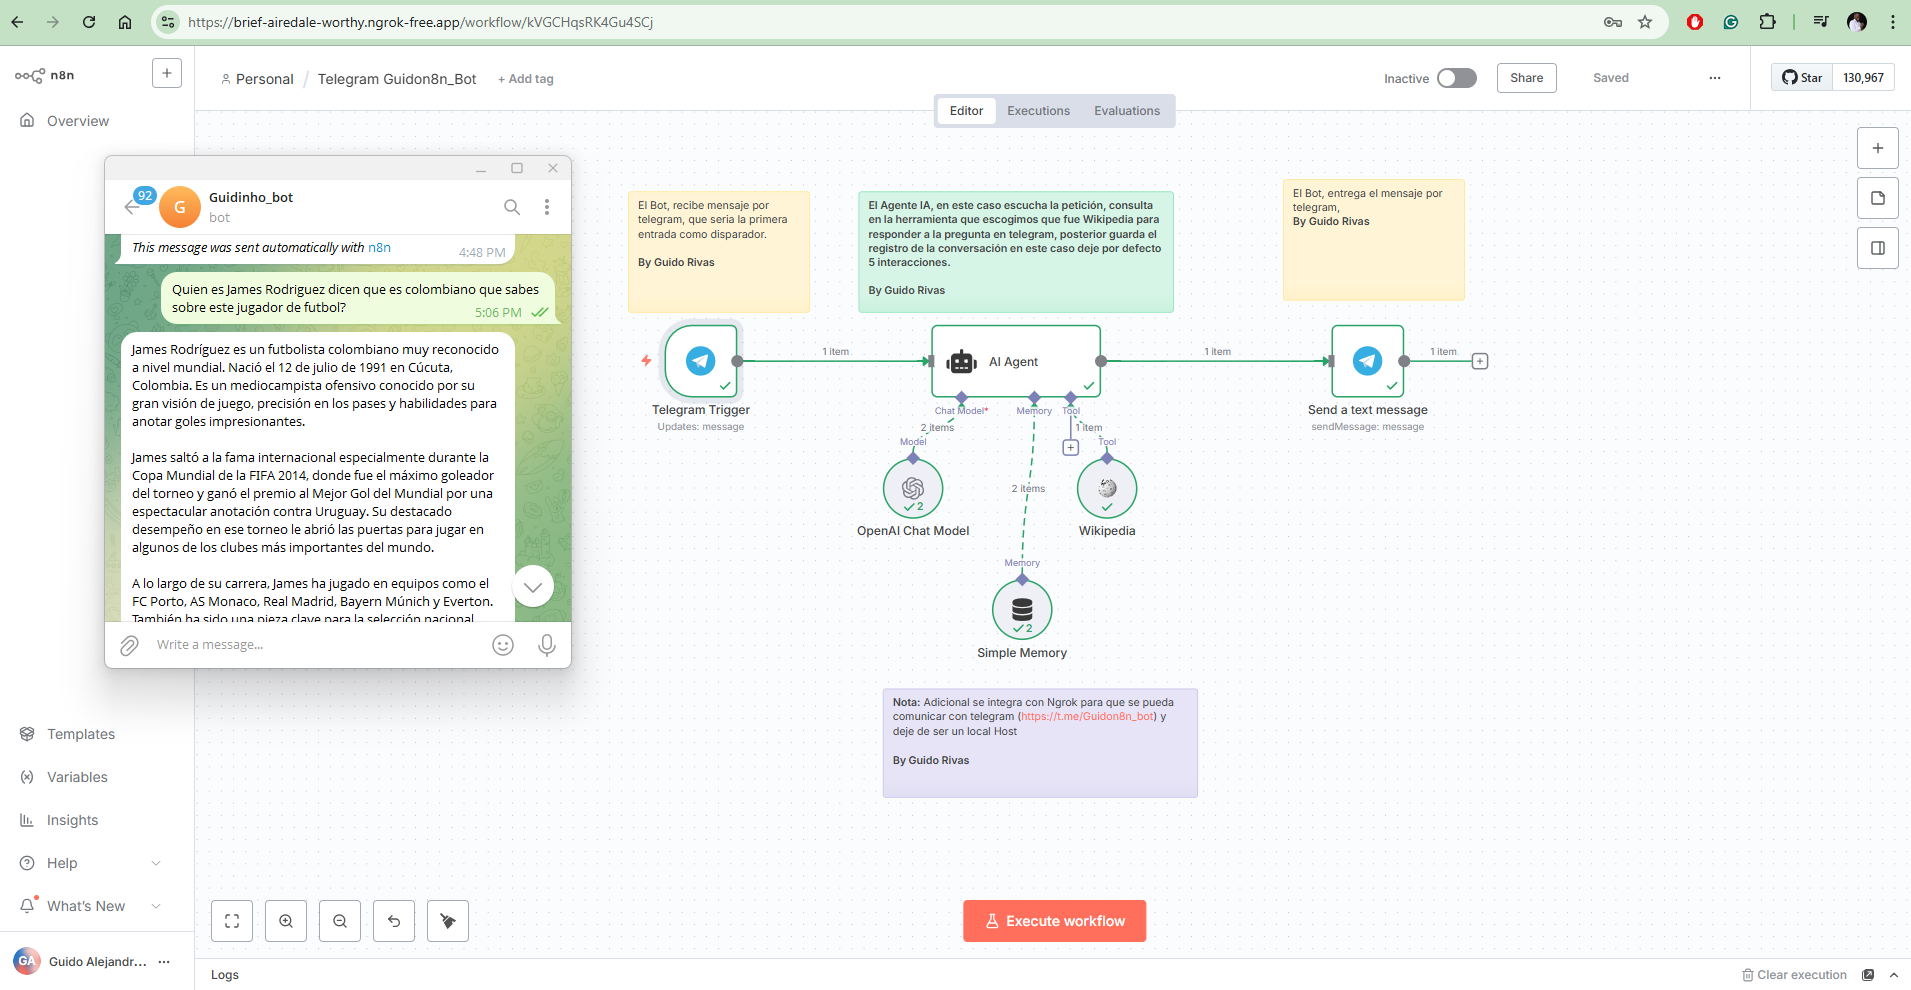 https://brief-airedale-worthy.ngrok-free.app/workflow/kVGCHqsRK4Gu4SCj
n8n
+
Personal / Telegram Guidon8n_Bot + Add tag
Inactive
Share
Saved
...
Star 130,967
Editor Executions Evaluations
Overview
92
G
Guidinho_bot
bot
This message was sent automatically with n8n
4:48 PM
Quien es James Rodriguez dicen que es colombiano que sabes
sobre este jugador de futbol?
5:06 PM
James Rodríguez es un futbolista colombiano muy reconocido
a nivel mundial. Nació el 12 de julio de 1991 en Cúcuta,
Colombia. Es un mediocampista ofensivo conocido por su
gran visión de juego, precisión en los pases y habilidades para
anotar goles impresionantes.
James saltó a la fama internacional especialmente durante la
Copa Mundial de la FIFA 2014, donde fue el máximo goleador
del torneo y ganó el premio al Mejor Gol del Mundial por una
espectacular anotación contra Uruguay. Su destacado
desempeño en ese torneo le abrió las puertas para jugar en
algunos de los clubes más importantes del mundo.
A lo largo de su carrera, James ha jugado en equipos como el
FC Porto, AS Monaco, Real Madrid, Bayern Múnich y Everton.
También ha sido una pieza clave para la selección nacional
Write a message...
El Bot, recibe mensaje por
telegram, que seria la primera
entrada como disparador.
By Guido Rivas
El Agente IA, en este caso escucha la petición, consulta
en la herramienta que escogimos que fue Wikipedia para
responder a la pregunta en telegram, posterior guarda el
registro de la conversación en este caso deje por defecto
5 interacciones.
By Guido Rivas
El Bot, entrega el mensaje por
telegram,
By Guido Rivas
1 item
AI Agent
1 item
1 item
Telegram Trigger
Updates: message
Chat Model*
Memory
Tool
Send a text message
sendMessage: message
2 items
1 item
Model
Tool
2 items
2
OpenAI Chat Model
Wikipedia
Memory
2
Simple Memory
Nota: Adicional se integra con Ngrok para que se pueda
comunicar con telegram (https://t.me/Guidon8n_bot) y
deje de ser un local Host
By Guido Rivas
Templates
Variables
Insights
Help
What's New
GA
Guido Alejandr... ...
Execute workflow
Logs
Clear execution